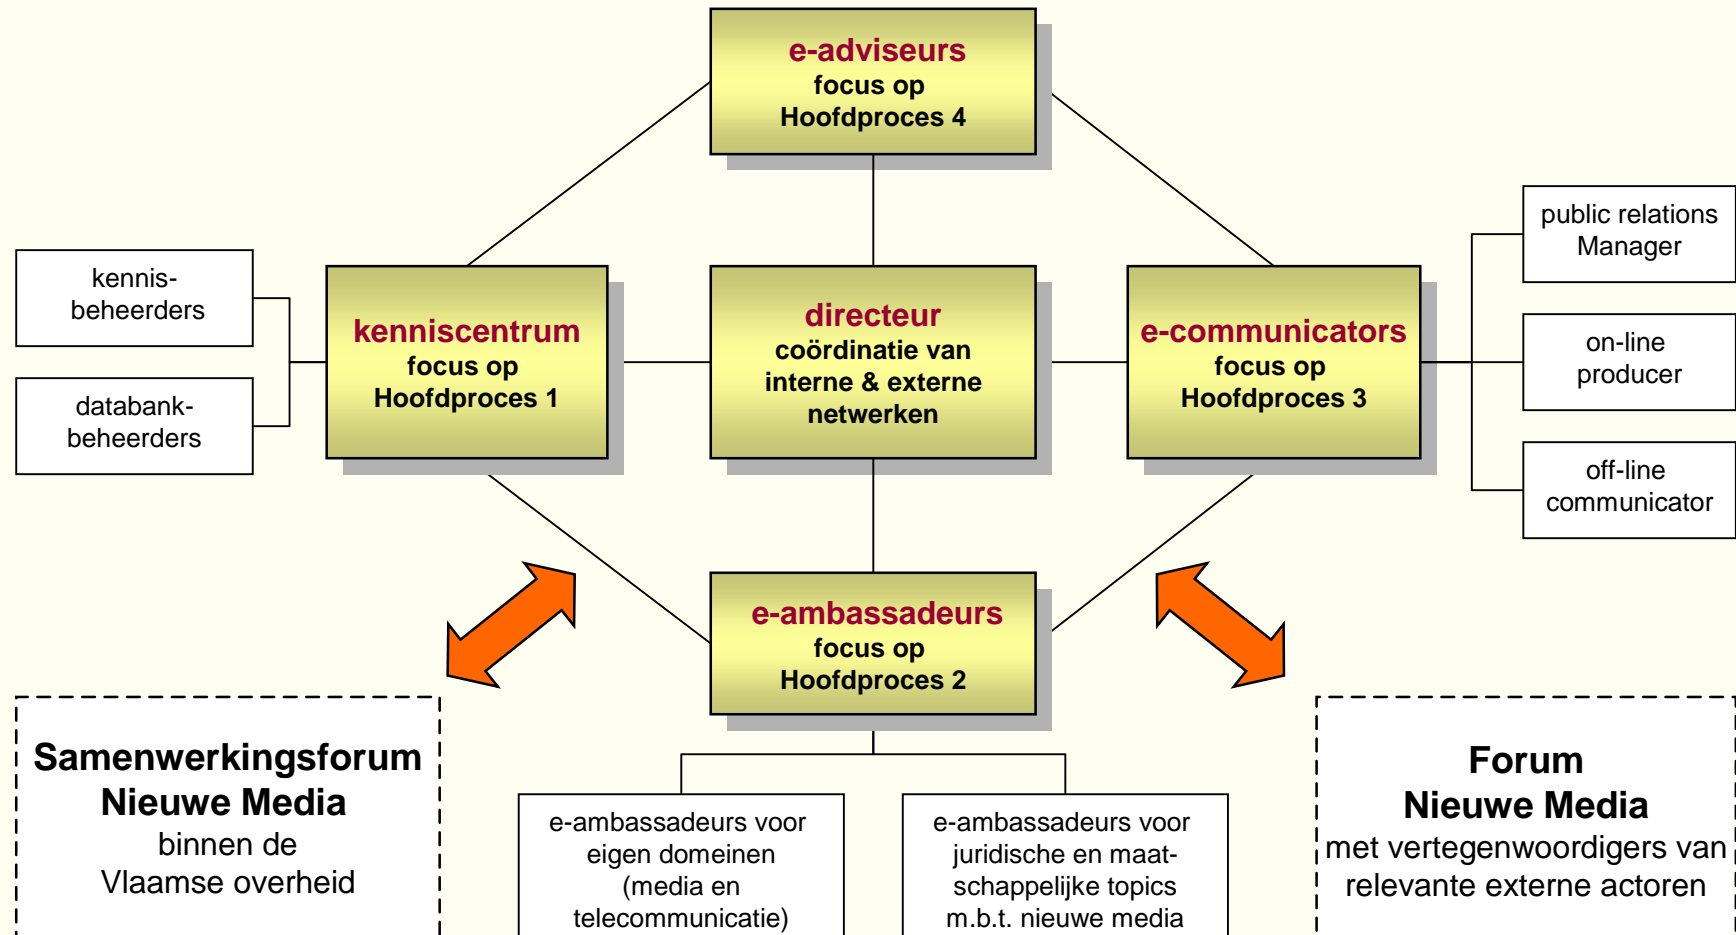 e-adviseurs
focus op
Hoofdproces 4
kennis-
beheerders
databank-
beheerders
kenniscentrum
focus op
Hoofdproces 1
directeur
coördinatie van
interne & externe
netwerken
e-communicators
focus op
Hoofdproces 3
public relations
Manager
on-line
producer
off-line
communicator
e-ambassadeurs
focus op
Hoofdproces 2
Samenwerkingsforum
Nieuwe Media
binnen de
Vlaamse overheid
e-ambassadeurs voor
eigen domeinen
(media en
telecommunicatie)
e-ambassadeurs voor
juridische en maat-
schappelijke topics
m.b.t. nieuwe media
Forum
Nieuwe Media
met vertegenwoordigers van
relevante externe actoren